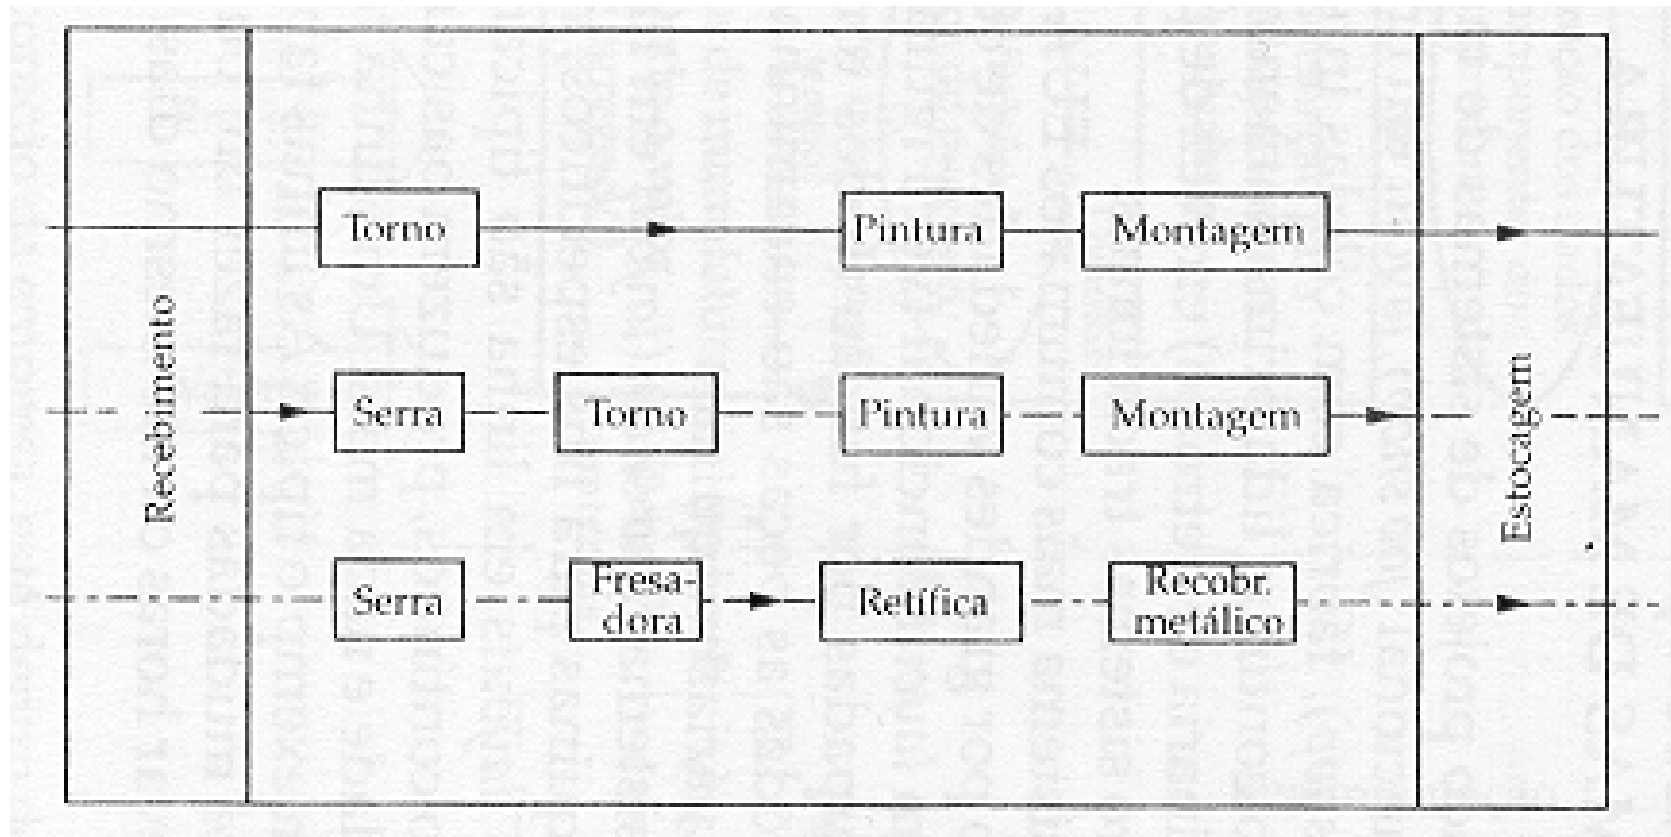 Recebimento
Torno
Pintura
Montagem
Serra
Torno
Pintura
Montagem
Serra
Fresa-
dora
Retífica
Recobr.
metálico
Estocagem